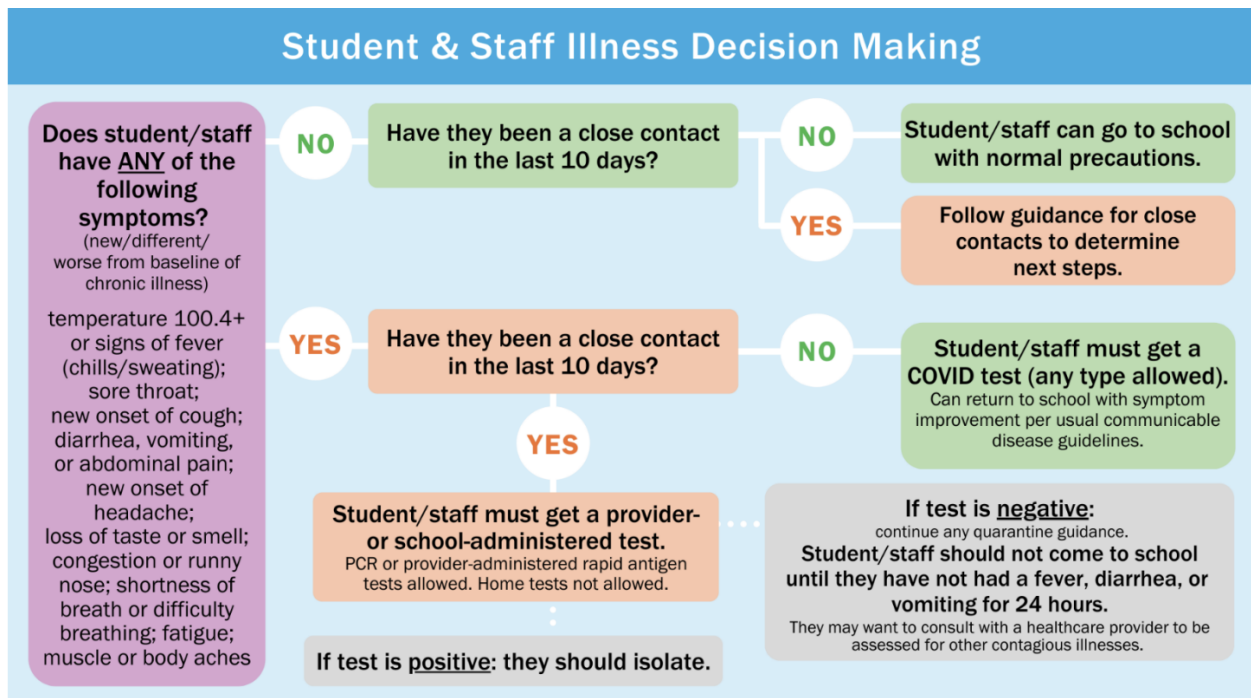 Student & Staff Illness Decision Making
Does student/staff
have ANY of the
following
symptoms?
(new/different/
worse from baseline of
chronic illness)
temperature 100.4+
or signs of fever
(chills/sweating);
sore throat;
new onset of cough;
diarrhea, vomiting,
or abdominal pain;
new onset of
headache;
loss of taste or smell;
congestion or runny
nose; shortness of
breath or difficulty
breathing; fatigue;
muscle or body aches
NO
Have they been a close contact
in the last 10 days?
NO
Student/staff can go to school
with normal precautions.
YES
Follow guidance for close
contacts to determine
next steps.
YES
Have they been a close contact
in the last 10 days?
NO
Student/staff must get a
COVID test (any type allowed).
Can return to school with symptom
improvement per usual communicable
disease guidelines.
YES
Student/staff must get a provider-
or school-administered test.
PCR or provider-administered rapid antigen
tests allowed. Home tests not allowed.
If test is negative:
continue any quarantine guidance.
Student/staff should not come to school
until they have not had a fever, diarrhea, or
vomiting for 24 hours.
They may want to consult with a healthcare provider to be
assessed for other contagious illnesses.
If test is positive: they should isolate.